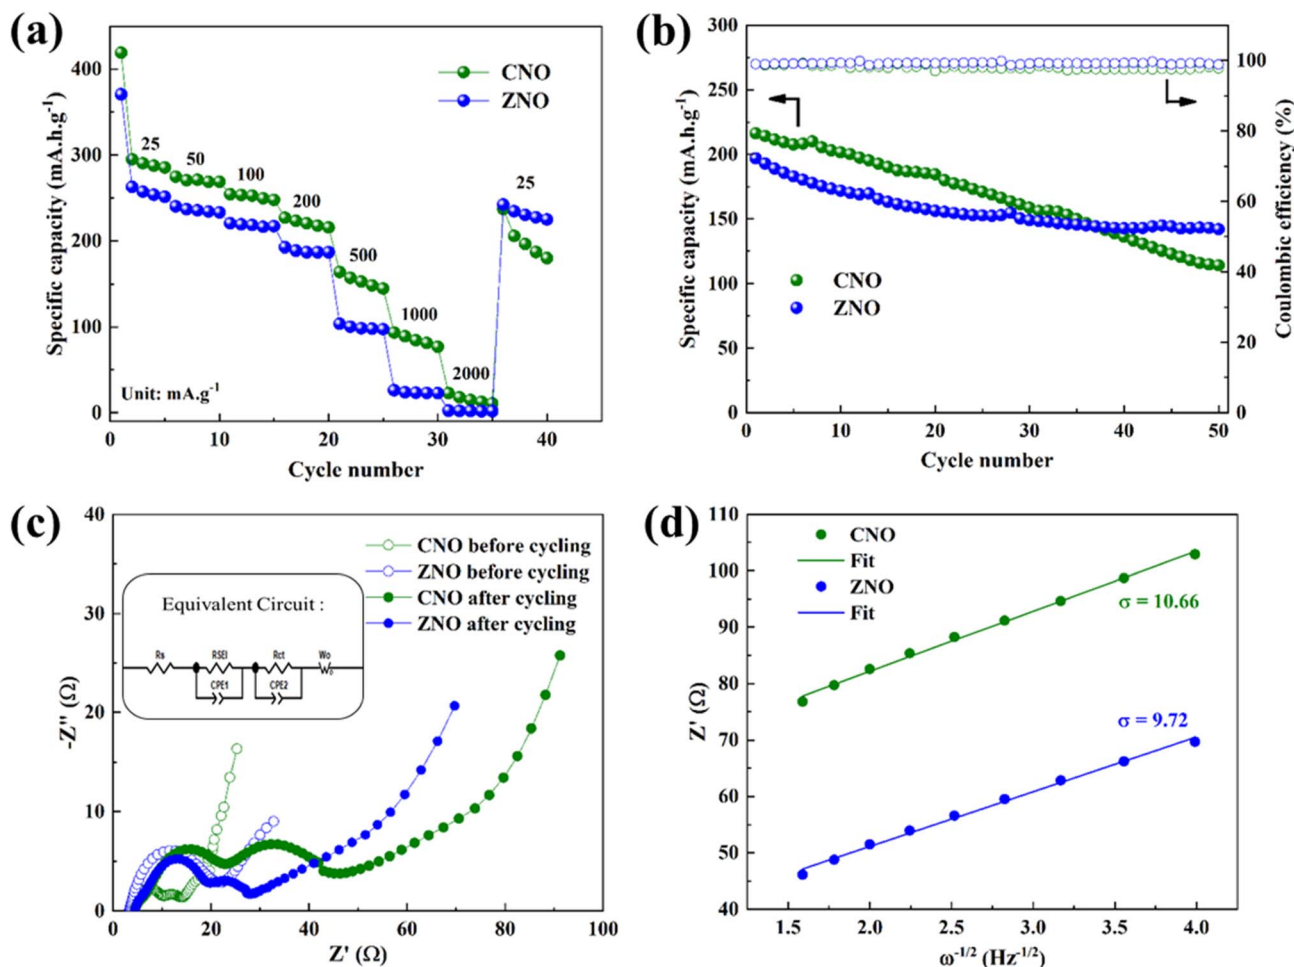 (a)
CNO
ZNO
25
50
100
200
500
1000
2000
25
Unit: mA.g⁻¹
400
300
200
100
0
0
10
20
30
40
Specific capacity (mA.h.g⁻¹)
Cycle number
(b)
300
275
250
225
200
175
150
125
100
75
50
25
0
100
80
60
40
20
0
CNO
ZNO
0
10
20
30
40
50
Specific capacity (mA.h.g⁻¹)
Coulombic efficiency (%)
Cycle number
(c)
40
30
20
10
0
CNO before cycling
ZNO before cycling
CNO after cycling
ZNO after cycling
Equivalent Circuit :
Rs
RSEI
Rct
Wo
CPE1
CPE2
0
20
40
60
80
100
-Z'' (Ω)
Z' (Ω)
(d)
110
100
90
80
70
60
50
40
CNO
Fit
ZNO
Fit
σ = 10.66
σ = 9.72
1.5
2.0
2.5
3.0
3.5
4.0
Z' (Ω)
ω⁻¹/² (Hz⁻¹/²)